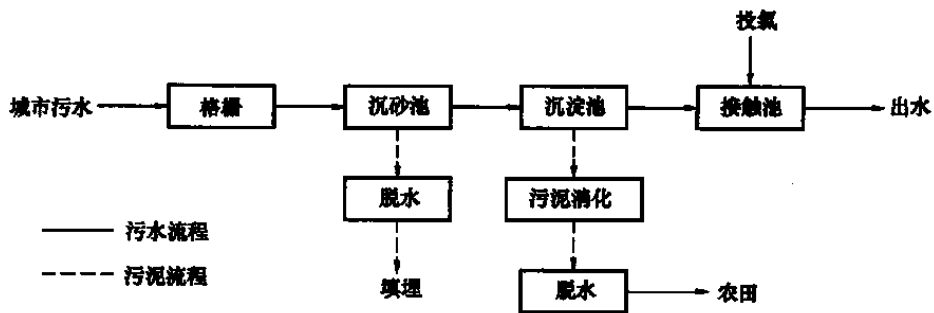 投氯
城市污水
格栅
沉砂池
沉淀池
接触池
出水
脱水
污泥消化
污水流程
污泥流程
填埋
脱水
农田